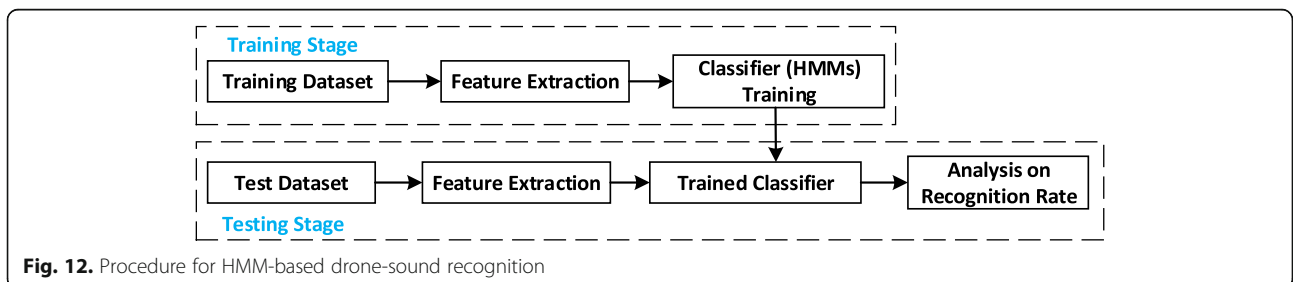 Training Stage
Training Dataset
Feature Extraction
Classifier (HMMs)
Training
Test Dataset
Feature Extraction
Trained Classifier
Analysis on
Recognition Rate
Testing Stage
Fig. 12. Procedure for HMM-based drone-sound recognition